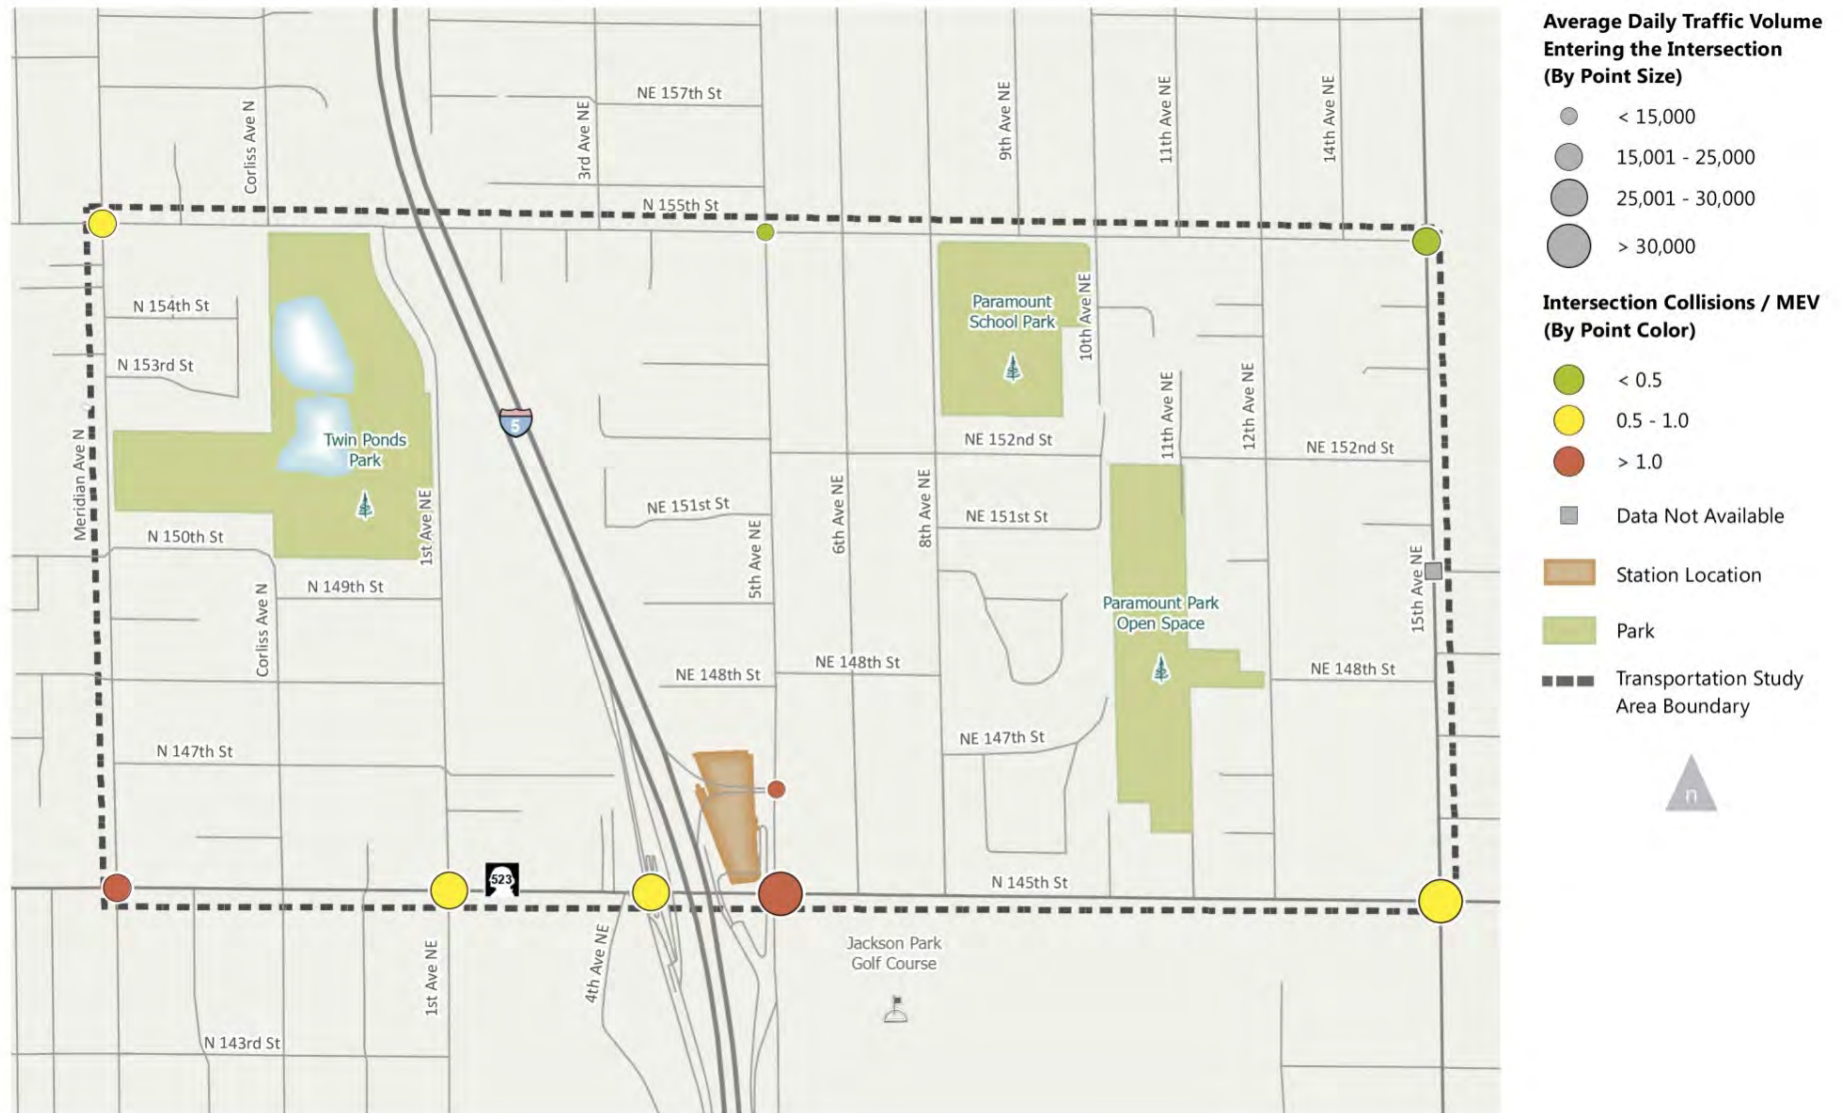 Average Daily Traffic Volume
Entering the Intersection
(By Point Size)
< 15,000
15,001 - 25,000
25,001 - 30,000
> 30,000
Intersection Collisions / MEV
(By Point Color)
< 0.5
0.5 - 1.0
> 1.0
Data Not Available
Station Location
Park
Transportation Study
Area Boundary
n
NE 157th St
Corliss Ave N
3rd Ave NE
9th Ave NE
11th Ave NE
14th Ave NE
N 155th St
N 154th St
N 153rd St
Paramount
School Park
10th Ave NE
5
Twin Ponds
Park
Meridian Ave N
1st Ave NE
NE 152nd St
11th Ave NE
12th Ave NE
NE 152nd St
NE 151st St
5th Ave NE
6th Ave NE
8th Ave NE
NE 151st St
N 150th St
N 149th St
Corliss Ave N
15th Ave NE
Paramount Park
Open Space
NE 148th St
NE 148th St
NE 148th St
N 147th St
NE 147th St
523
N 145th St
1st Ave NE
4th Ave NE
Jackson Park
Golf Course
N 143rd St